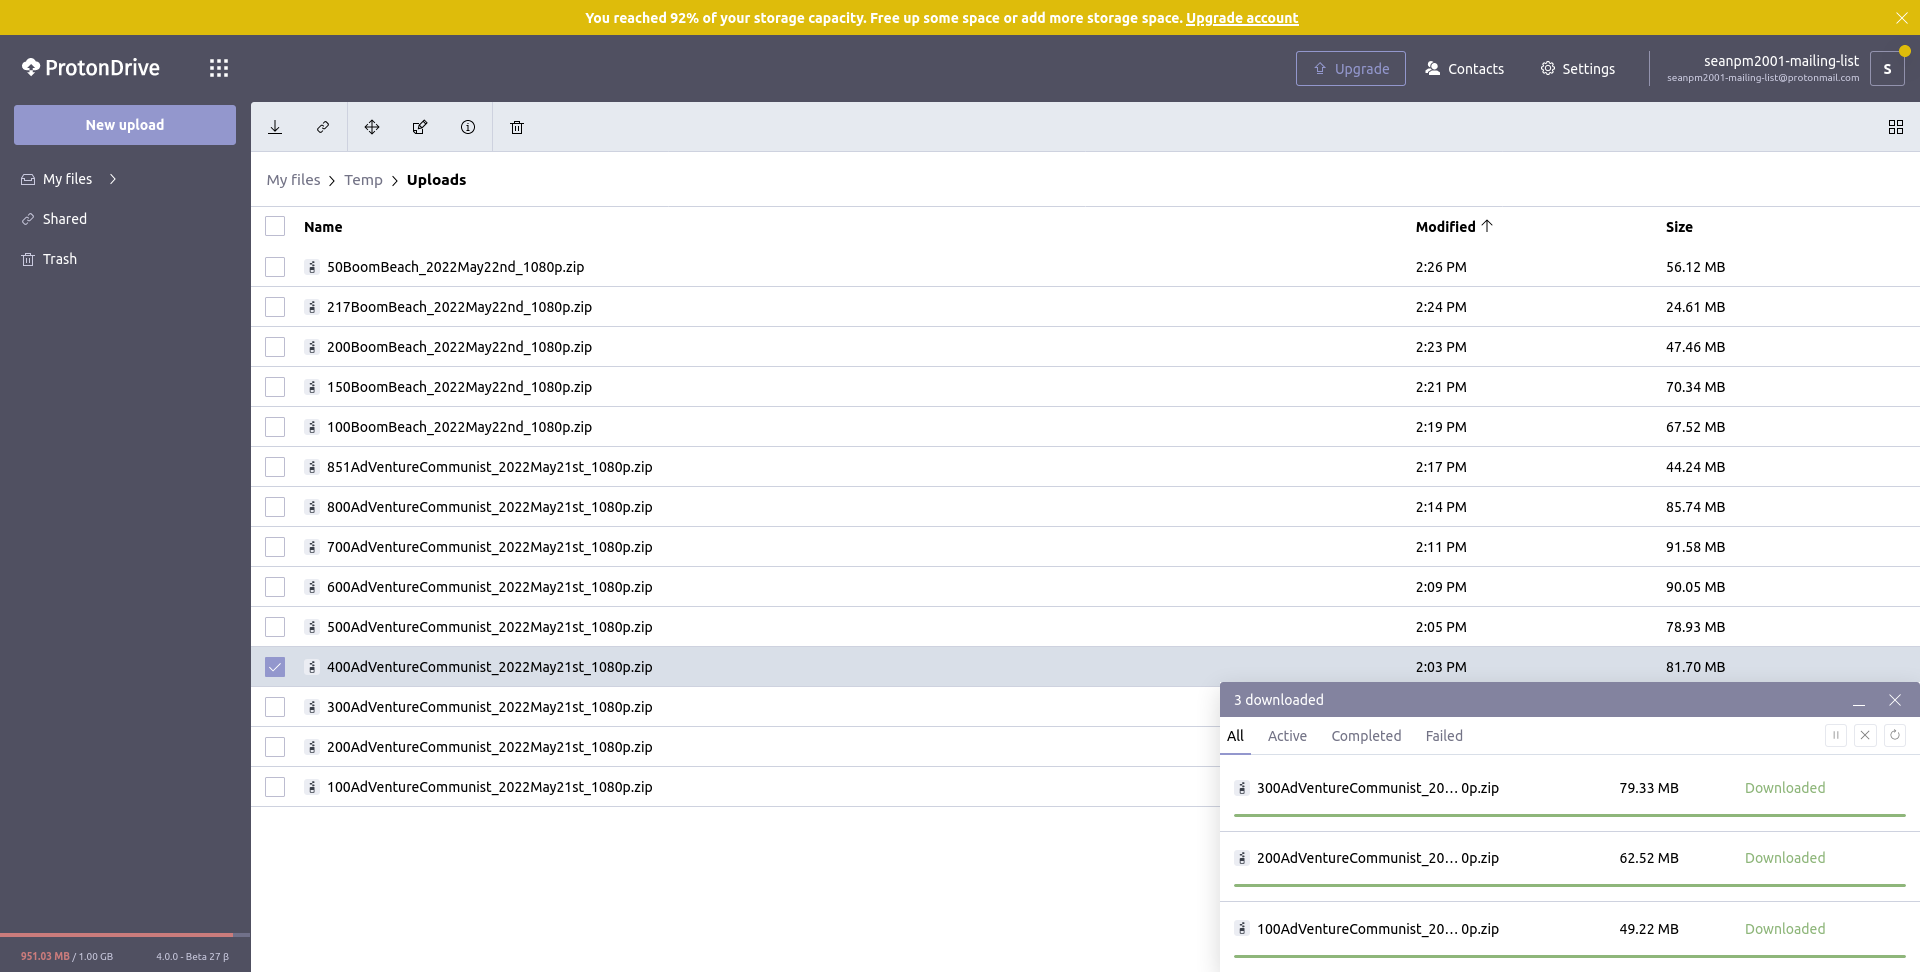 You reached 92% of your storage capacity. Free up some space or add more storage space. Upgrade account
ProtonDrive
Upgrade
Contacts
Settings
seanpm2001-mailing-list
seanpm2001-mailing-list@protonmail.com
S
New upload
My files
Shared
Trash
My files > Temp > Uploads
Name Modified Size
50BoomBeach_2022May22nd_1080p.zip 2:26 PM 56.12 MB
217BoomBeach_2022May22nd_1080p.zip 2:24 PM 24.61 MB
200BoomBeach_2022May22nd_1080p.zip 2:23 PM 47.46 MB
150BoomBeach_2022May22nd_1080p.zip 2:21 PM 70.34 MB
100BoomBeach_2022May22nd_1080p.zip 2:19 PM 67.52 MB
851AdVentureCommunist_2022May21st_1080p.zip 2:17 PM 44.24 MB
800AdVentureCommunist_2022May21st_1080p.zip 2:14 PM 85.74 MB
700AdVentureCommunist_2022May21st_1080p.zip 2:11 PM 91.58 MB
600AdVentureCommunist_2022May21st_1080p.zip 2:09 PM 90.05 MB
500AdVentureCommunist_2022May21st_1080p.zip 2:05 PM 78.93 MB
400AdVentureCommunist_2022May21st_1080p.zip 2:03 PM 81.70 MB
300AdVentureCommunist_2022May21st_1080p.zip
200AdVentureCommunist_2022May21st_1080p.zip
100AdVentureCommunist_2022May21st_1080p.zip
3 downloaded
All Active Completed Failed
300AdVentureCommunist_20... 0p.zip 79.33 MB Downloaded
200AdVentureCommunist_20... 0p.zip 62.52 MB Downloaded
100AdVentureCommunist_20... 0p.zip 49.22 MB Downloaded
951.03 MB / 1.00 GB 4.0.0 - Beta 27 β